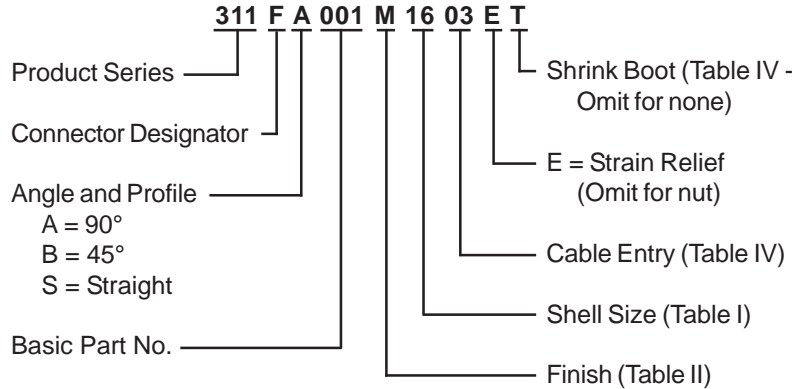 311 F A 001 M 16 03 E T
Product Series
Connector Designator
Angle and Profile
A = 90°
B = 45°
S = Straight
Basic Part No.
Shrink Boot (Table IV -
Omit for none)
E = Strain Relief
(Omit for nut)
Cable Entry (Table IV)
Shell Size (Table I)
Finish (Table II)